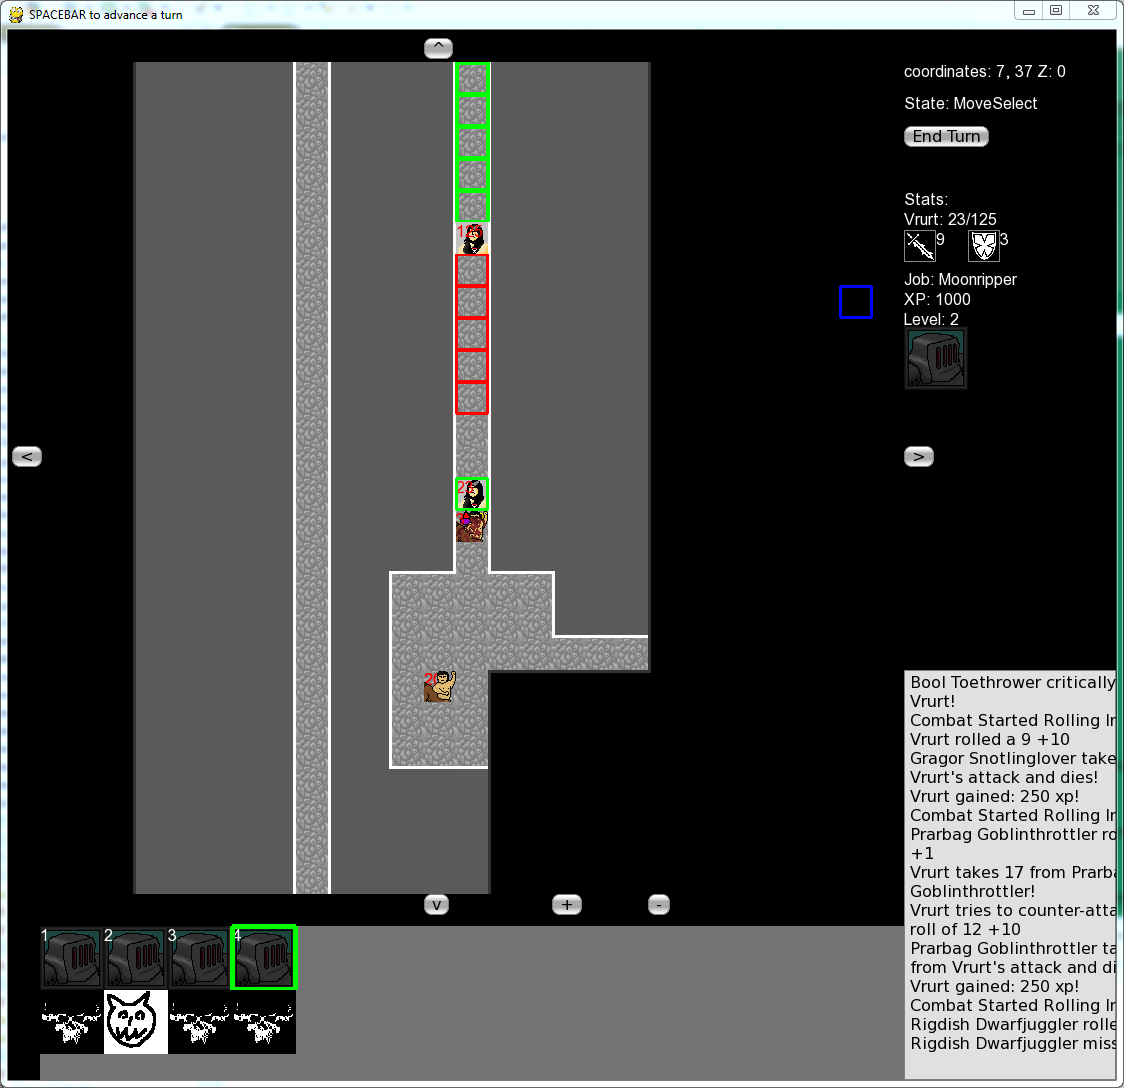 SPACEBAR to advance a turn
^
coordinates: 7, 37 Z: 0
State: MoveSelect
End Turn
Stats:
Vrurt: 23/125
9 3
Job: Moonripper
XP: 1000
Level: 2
<
>
Bool Toethrower critically
Vrurt!
Combat Started Rolling
Vrurt rolled a 9 +10
Gragor Snotlinglover take
Vrurt's attack and dies!
Vrurt gained: 250 xp!
Combat Started Rolling
Prarbag Goblinthrottler ro
+1
Vrurt takes 17 from Prarba
Goblinthrottler!
Vrurt tries to counter-atta
roll of 12 +10
Prarbag Goblinthrottler ta
from Vrurt's attack and di
Vrurt gained: 250 xp!
Combat Started Rolling
Rigdish Dwarfjuggler rolle
Rigdish Dwarfjuggler miss
v + -
1 2 3 4